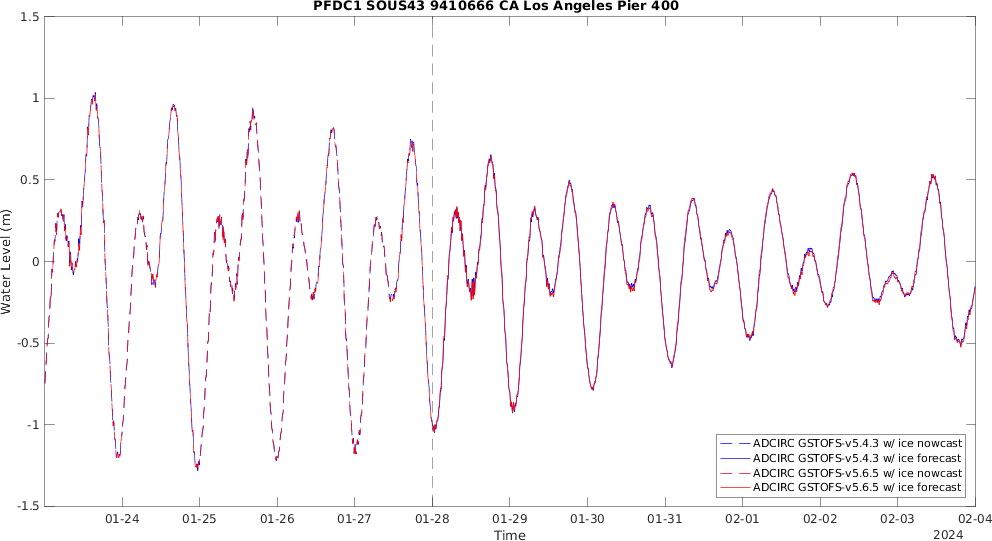 PFDC1 SOUS43 9410666 CA Los Angeles Pier 400
1.5
1
0.5
0
-0.5
-1
-1.5
Water Level (m)
01-24 01-25 01-26 01-27 01-28 01-29 01-30 01-31 02-01 02-02 02-03 02-04
Time
2024
ADCIRC GSTOFS-v5.4.3 w/ ice nowcast
ADCIRC GSTOFS-v5.4.3 w/ ice forecast
ADCIRC GSTOFS-v5.6.5 w/ ice nowcast
ADCIRC GSTOFS-v5.6.5 w/ ice forecast